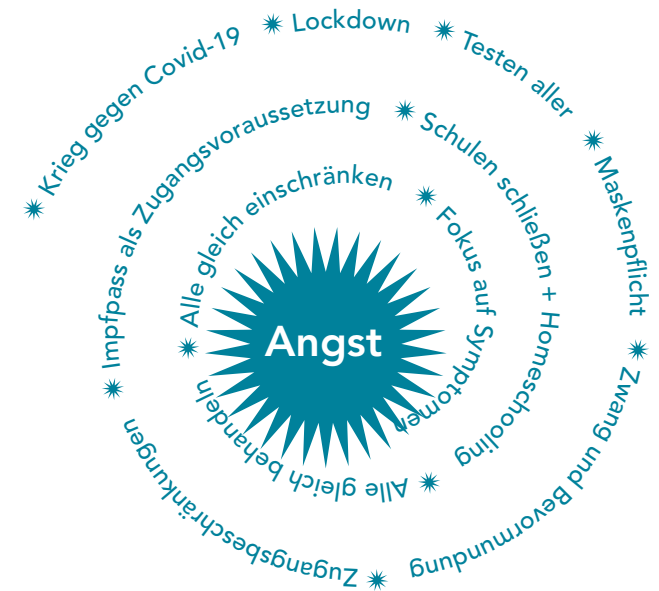 Krieg gegen Covid-19
Lockdown
Testen aller
Maskenpflicht
Zwang und Bevormundung
Zugangsbeschränkungen
Impfpass als Zugangsvoraussetzung
Schulen schließen + Homeschooling
Alle gleich behandeln
Alle gleich einschränken
Fokus auf Symptomen
Angst